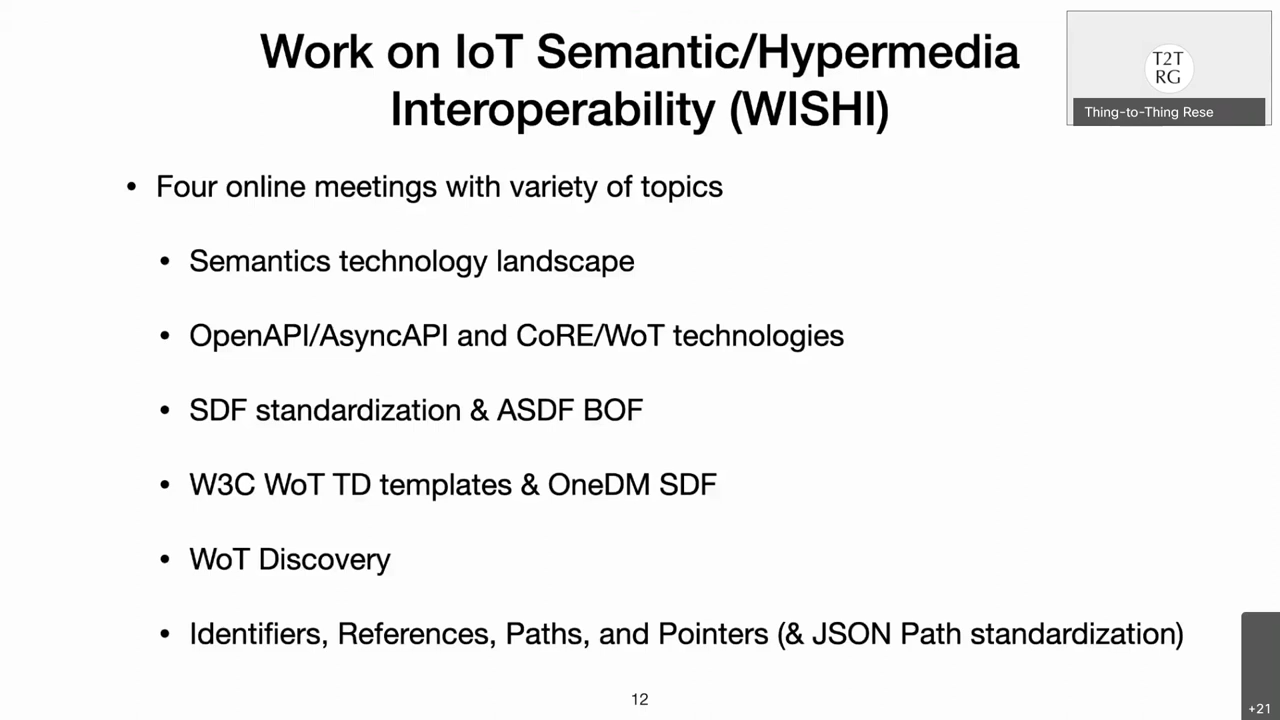 Work on IoT Semantic/Hypermedia
Interoperability (WISHI)
T2T
RG
Thing-to-Thing Rese
• Four online meetings with variety of topics
• Semantics technology landscape
• OpenAPI/AsyncAPI and CoRE/WoT technologies
• SDF standardization & ASDF BOF
• W3C WoT TD templates & OneDM SDF
• WoT Discovery
• Identifiers, References, Paths, and Pointers (& JSON Path standardization)
12
+21